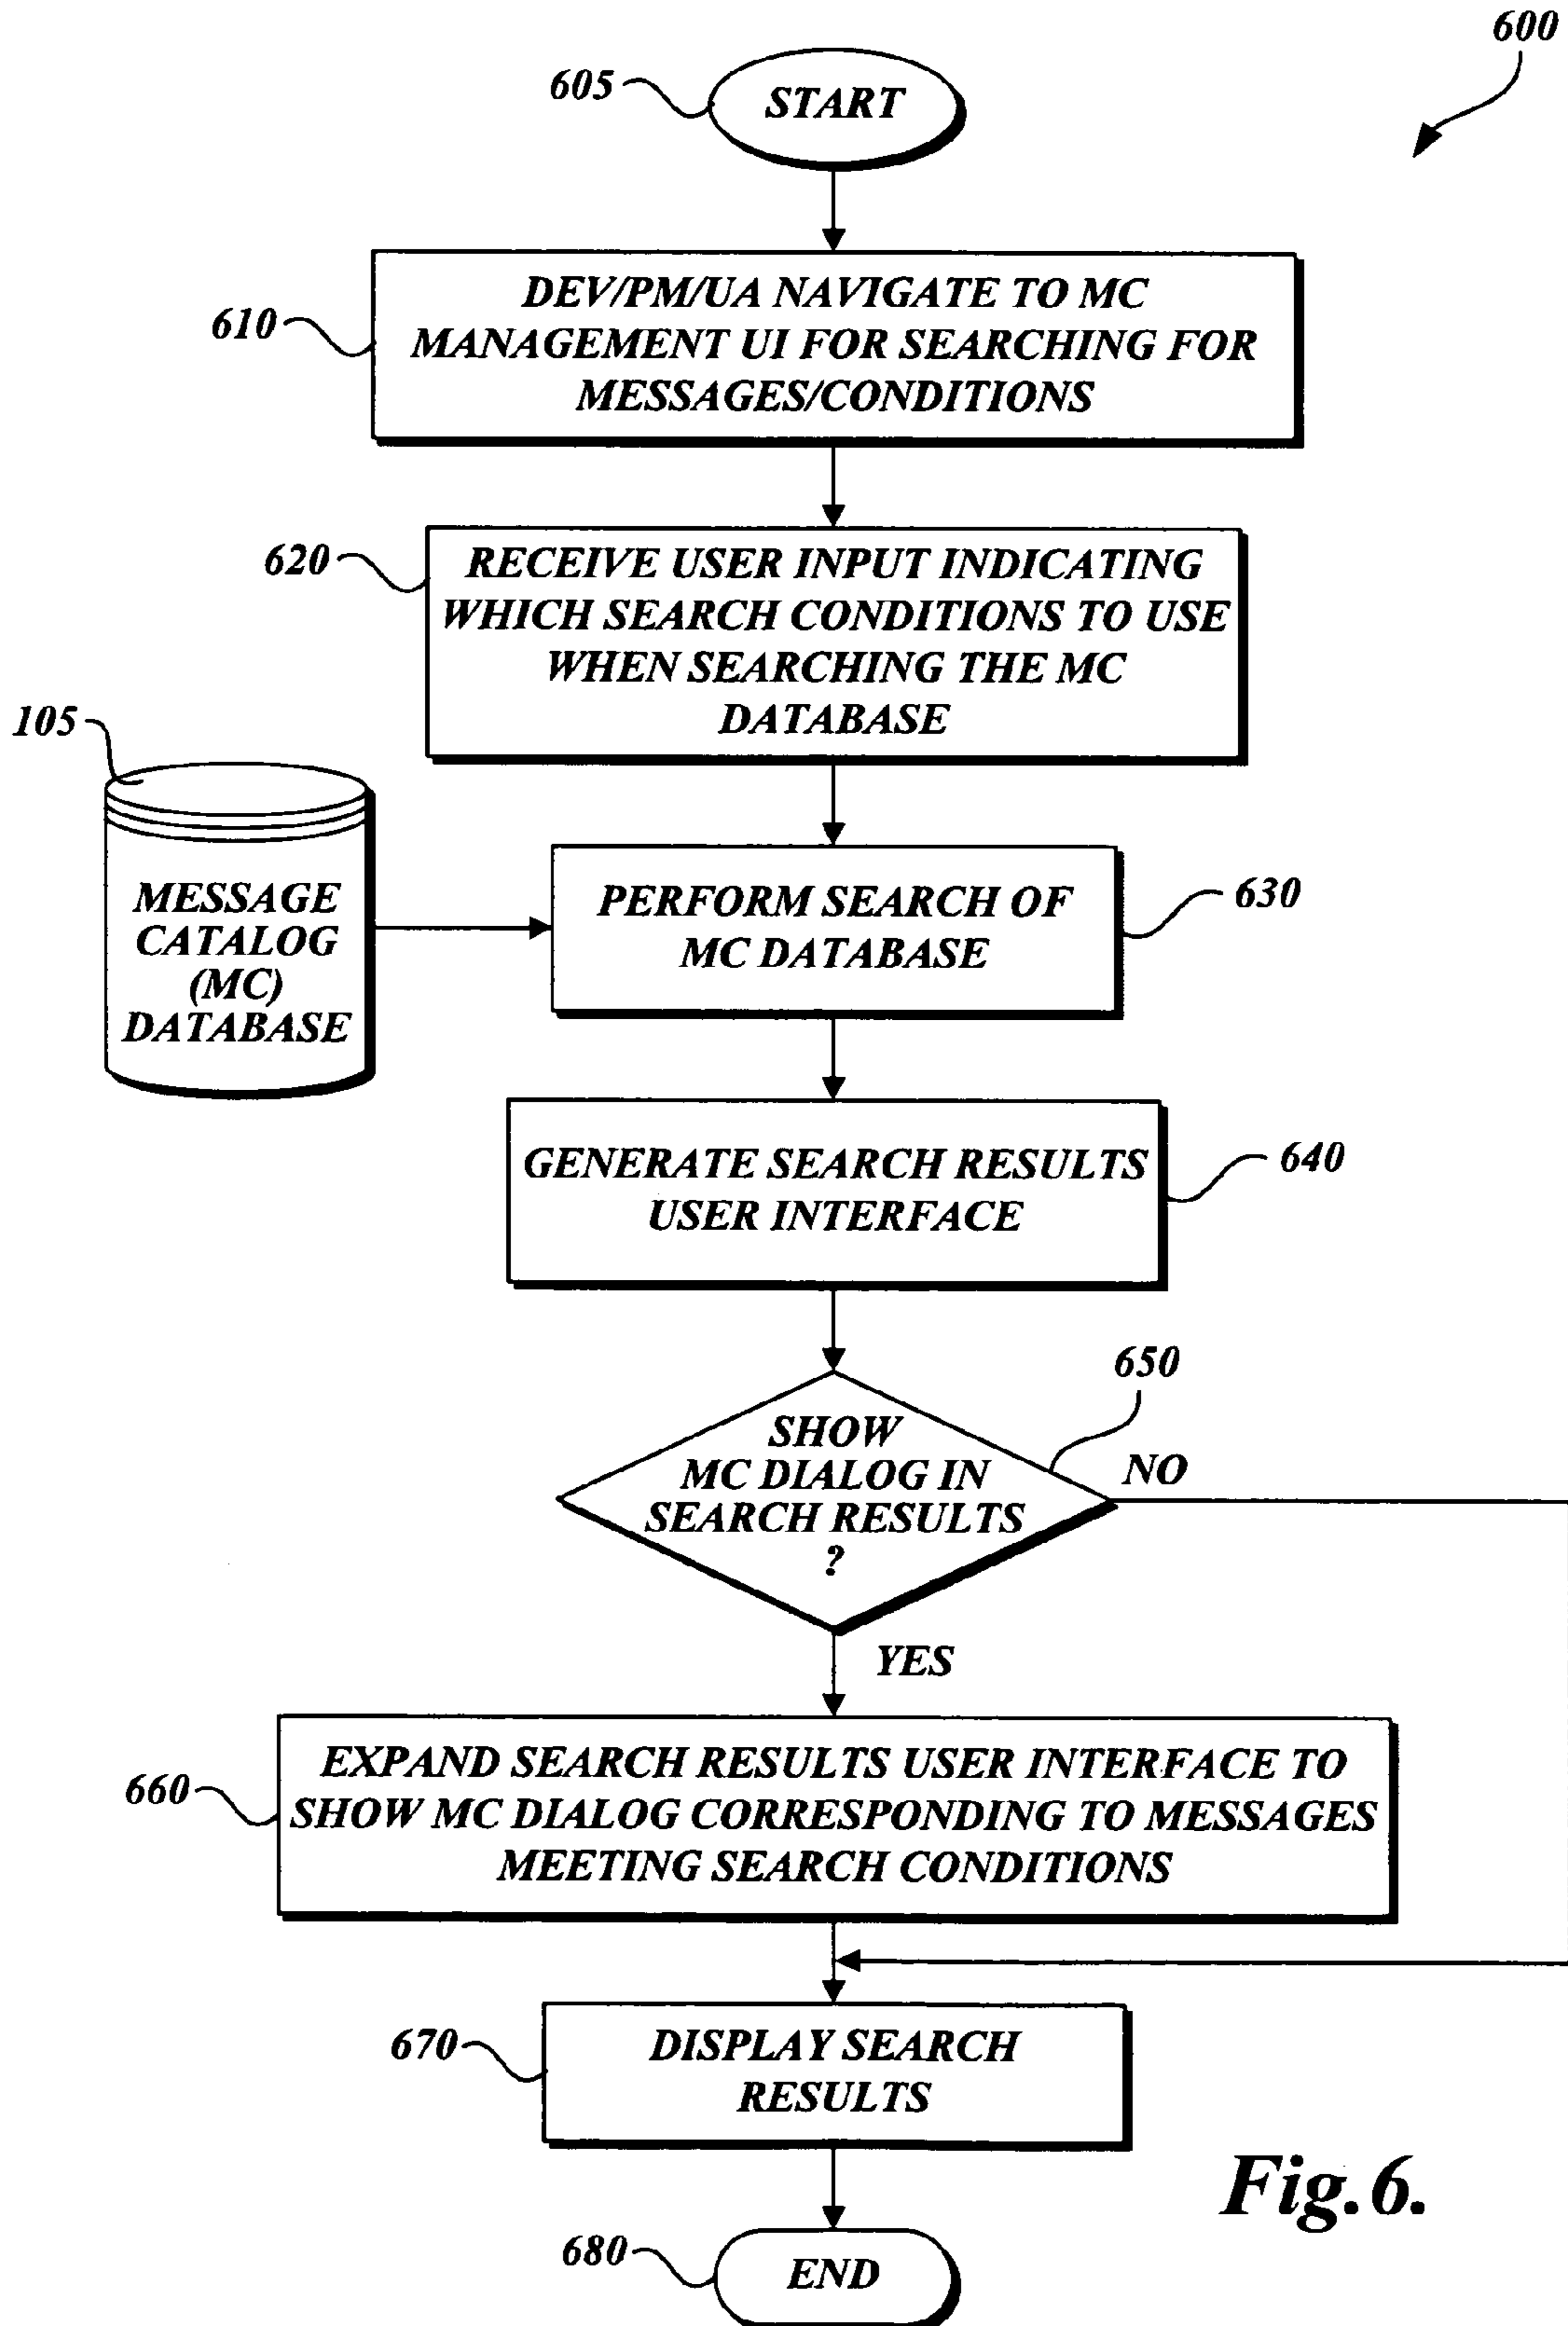 600
605
START
610
DEV/PM/UA NAVIGATE TO MC
MANAGEMENT UI FOR SEARCHING FOR
MESSAGES/CONDITIONS
620
RECEIVE USER INPUT INDICATING
WHICH SEARCH CONDITIONS TO USE
WHEN SEARCHING THE MC
DATABASE
105
MESSAGE
CATALOG
(MC)
DATABASE
PERFORM SEARCH OF
MC DATABASE
630
GENERATE SEARCH RESULTS
USER INTERFACE
640
650
SHOW
MC DIALOG IN
SEARCH RESULTS
?
NO
YES
660
EXPAND SEARCH RESULTS USER INTERFACE TO
SHOW MC DIALOG CORRESPONDING TO MESSAGES
MEETING SEARCH CONDITIONS
670
DISPLAY SEARCH
RESULTS
680
END
Fig.6.